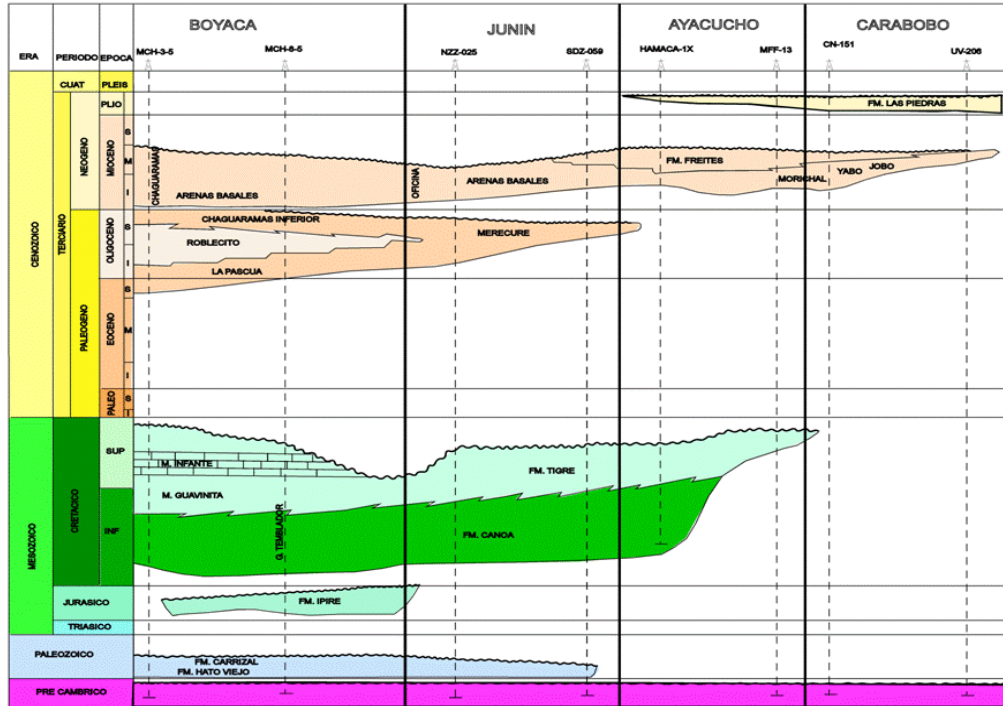 BOYACA
JUNIN
AYACUCHO
CARABOBO
ERA PERIODO EPOCA
MCH-3-5
MCH-6-5
NZZ-025
SDZ-059
HAMACA-1X
MFF-13
CN-151
UV-206
CUAT
PLEIS
PLIO
FM. LAS PIEDRAS
CENOZOICO
TERCIARIO
NEOGENO
MIOCENO
S
M
I
CHAGUARAMAS
ARENAS BASALES
OFICINA
ARENAS BASALES
FM. FREITES
MORICHAL
YABO
JOBO
PALEOGENO
OLIGOCENO
S
I
CHAGUARAMAS INFERIOR
ROBLECITO
LA PASCUA
MERECURE
EOCENO
S
M
I
PALEO
S
I
MESOZOICO
CRETACICO
SUP
INF
M. INFANTE
M. GUAVINITA
G. TEMBLADOR
FM. TIGRE
FM. CANOA
JURASICO
FM. IPIRE
TRIASICO
PALEOZOICO
FM. CARRIZAL
FM. HATO VIEJO
PRE CAMBRICO